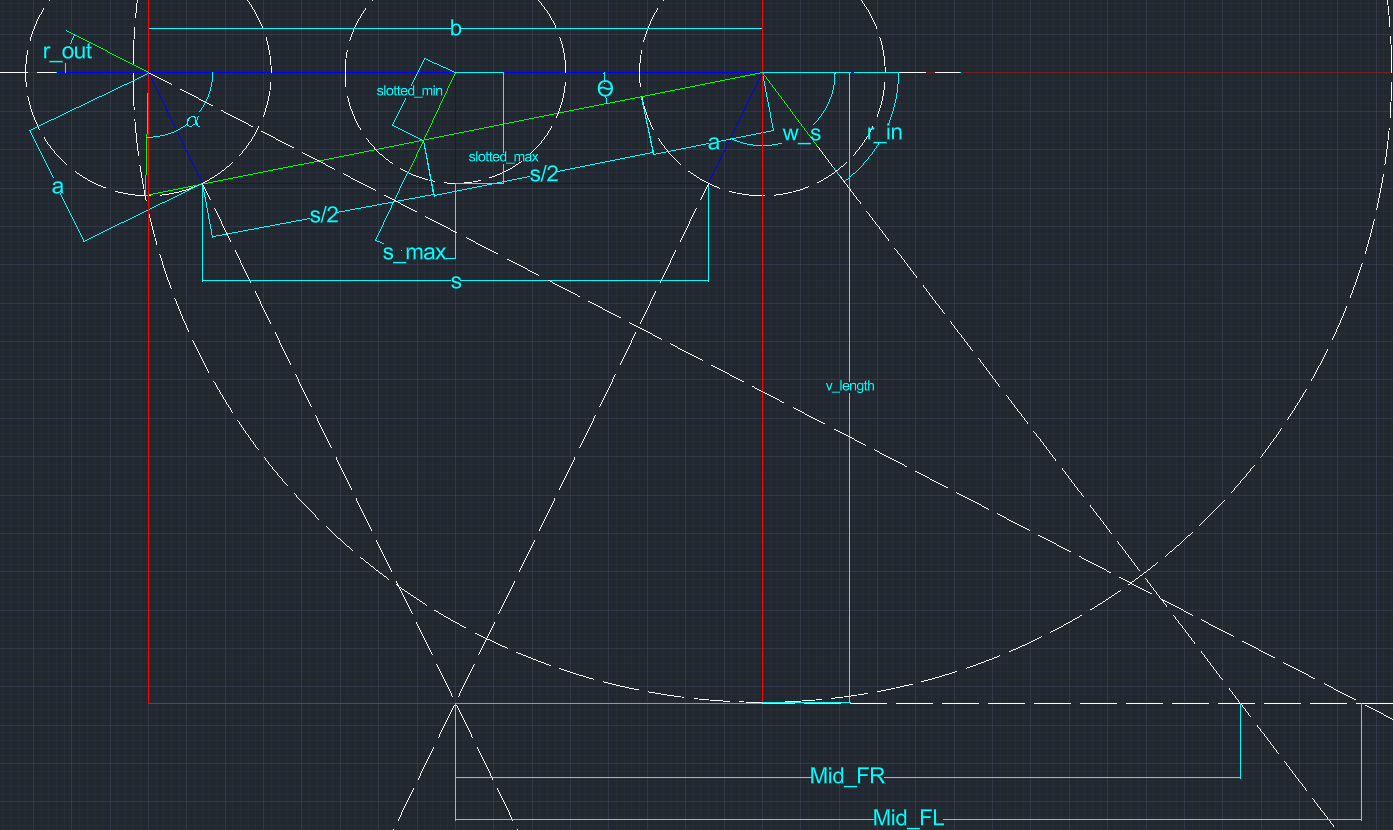 b
r_out
slotted_min
Θ
α
w_s
r_in
a
slotted_max
s/2
a
s/2
s_max
s
v_length
Mid_FR
Mid_FL